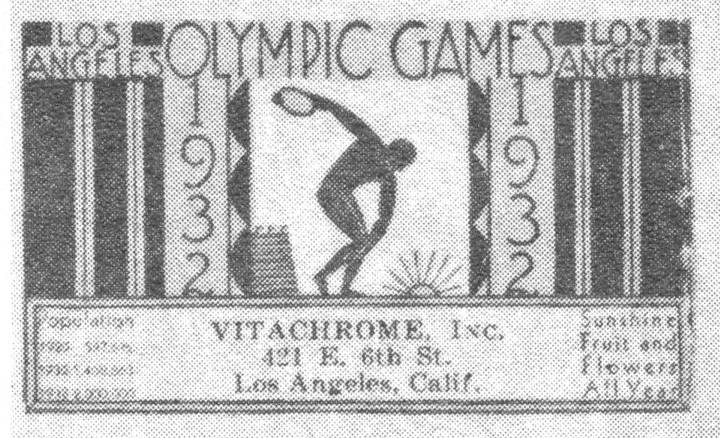 LOS ANGELES
OLYMPIC GAMES
LOS ANGELES
1932
1932
Population
VITACHROME, INC.
421 E. 6th St.
Los Angeles, Calif.
Sunshine
Fruit and
Flowers
All Year